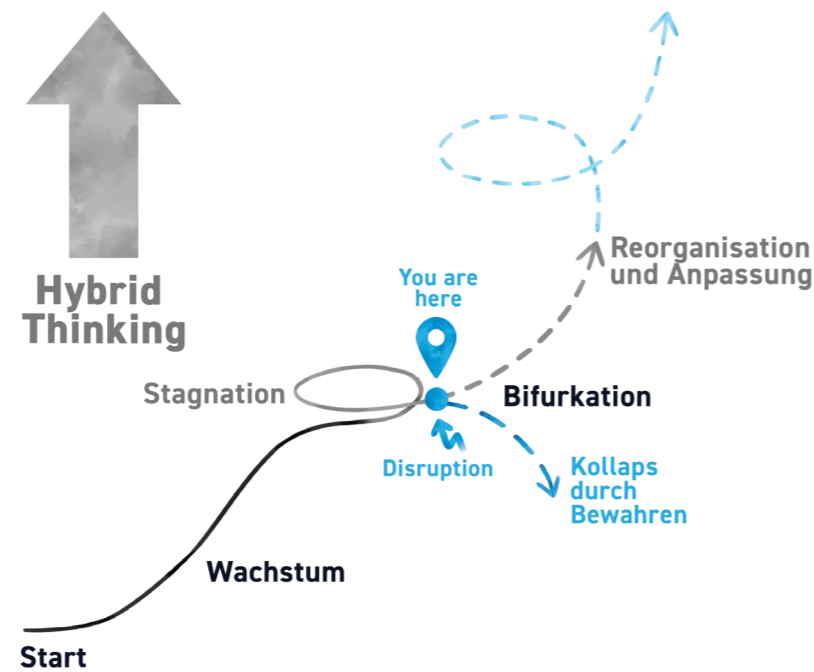 Hybrid
Thinking
You are
here
Reorganisation
und Anpassung
Stagnation
Bifurkation
Disruption
Kollaps
durch
Bewahren
Wachstum
Start